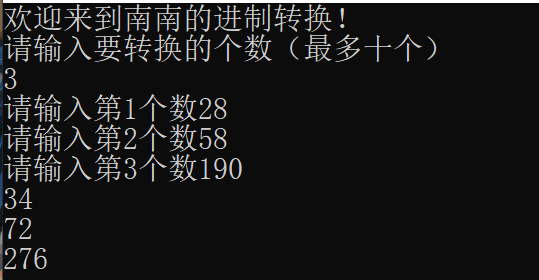 欢迎来到南南的进制转换！
请输入要转换的个数（最多十个）
3
请输入第1个数28
请输入第2个数58
请输入第3个数190
34
72
276